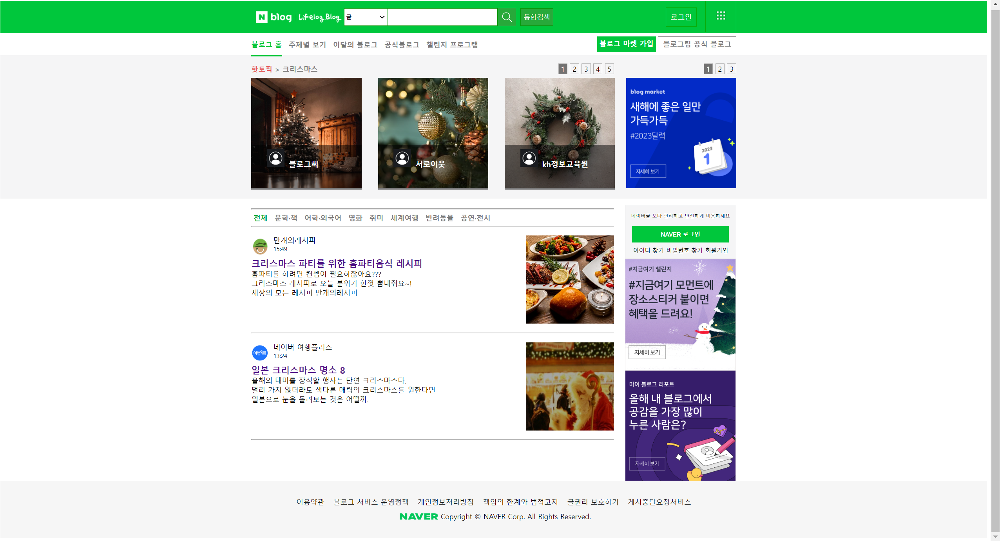 N blog Lifelog.Blog 글 통합검색 로그인
블로그 홈 주제별 보기 이달의 블로그 공식블로그 챌린지 프로그램 블로그 마켓 가입 블로그팀 공식 블로그
핫토픽 > 크리스마스 1 2 3 4 5 1 2 3
블로그씨
서로이웃
kh정보교육원
blog market
새해에 좋은 일만
가득가득
#2023달력
2023
1
자세히 보기
전체 문학·책 어학·외국어 영화 취미 세계여행 반려동물 공연·전시
만개의레시피
15:49
크리스마스 파티를 위한 홈파티음식 레시피
홈파티를 하려면 컨셉이 필요하잖아요???
크리스마스 레시피로 오늘 분위기 한껏 뽐내줘요~!
세상의 모든 레시피 만개의레시피
네이버 여행플러스
13:24
일본 크리스마스 명소 8
올해의 대미를 장식할 행사는 단연 크리스마스다.
멀리 가지 않더라도 색다른 매력의 크리스마스를 원한다면
일본으로 눈을 돌려보는 것은 어떨까.
네이버를 보다 편리하고 안전하게 이용하세요
NAVER 로그인
아이디 찾기 비밀번호 찾기 회원가입
#지금여기 챌린지
#지금여기 모먼트에
장소스티커 붙이면
혜택을 드려요!
자세히 보기
마이 블로그 리포트
올해 내 블로그에서
공감을 가장 많이
누른 사람은?
자세히 보기
이용약관 블로그 서비스 운영정책 개인정보처리방침 책임의 한계와 법적고지 글권리 보호하기 게시중단요청서비스
NAVER Copyright © NAVER Corp. All Rights Reserved.